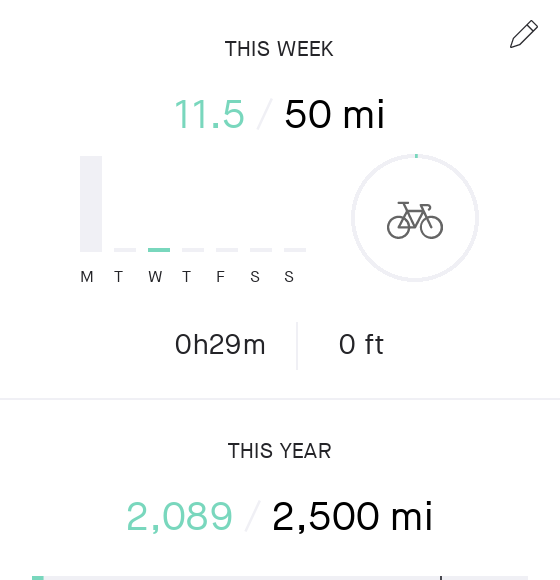 THIS WEEK
11.5 / 50 mi
M T W T F S S
0h29m 0 ft
THIS YEAR
2,089 / 2,500 mi